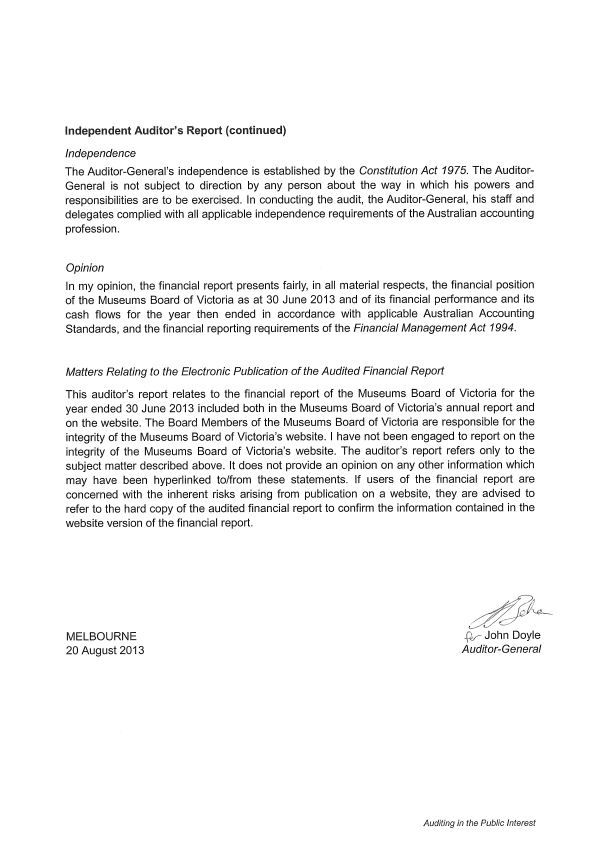 Independent Auditor's Report (continued)
Independence
The Auditor-General's independence is established by the Constitution Act 1975. The Auditor-
General is not subject to direction by any person about the way in which his powers and
responsibilities are to be exercised. In conducting the audit, the Auditor-General, his staff and
delegates complied with all applicable independence requirements of the Australian accounting
profession.
Opinion
In my opinion, the financial report presents fairly, in all material respects, the financial position
of the Museums Board of Victoria as at 30 June 2013 and of its financial performance and its
cash flows for the year then ended in accordance with applicable Australian Accounting
Standards, and the financial reporting requirements of the Financial Management Act 1994.
Matters Relating to the Electronic Publication of the Audited Financial Report
This auditor's report relates to the financial report of the Museums Board of Victoria for the
year ended 30 June 2013 included both in the Museums Board of Victoria's annual report and
on the website. The Board Members of the Museums Board of Victoria are responsible for the
integrity of the Museums Board of Victoria's website. I have not been engaged to report on the
integrity of the Museums Board of Victoria's website. The auditor's report refers only to the
subject matter described above. It does not provide an opinion on any other information which
may have been hyperlinked to/from these statements. If users of the financial report are
concerned with the inherent risks arising from publication on a website, they are advised to
refer to the hard copy of the audited financial report to confirm the information contained in the
website version of the financial report.
MELBOURNE
20 August 2013
for John Doyle
Auditor-General
Auditing in the Public Interest